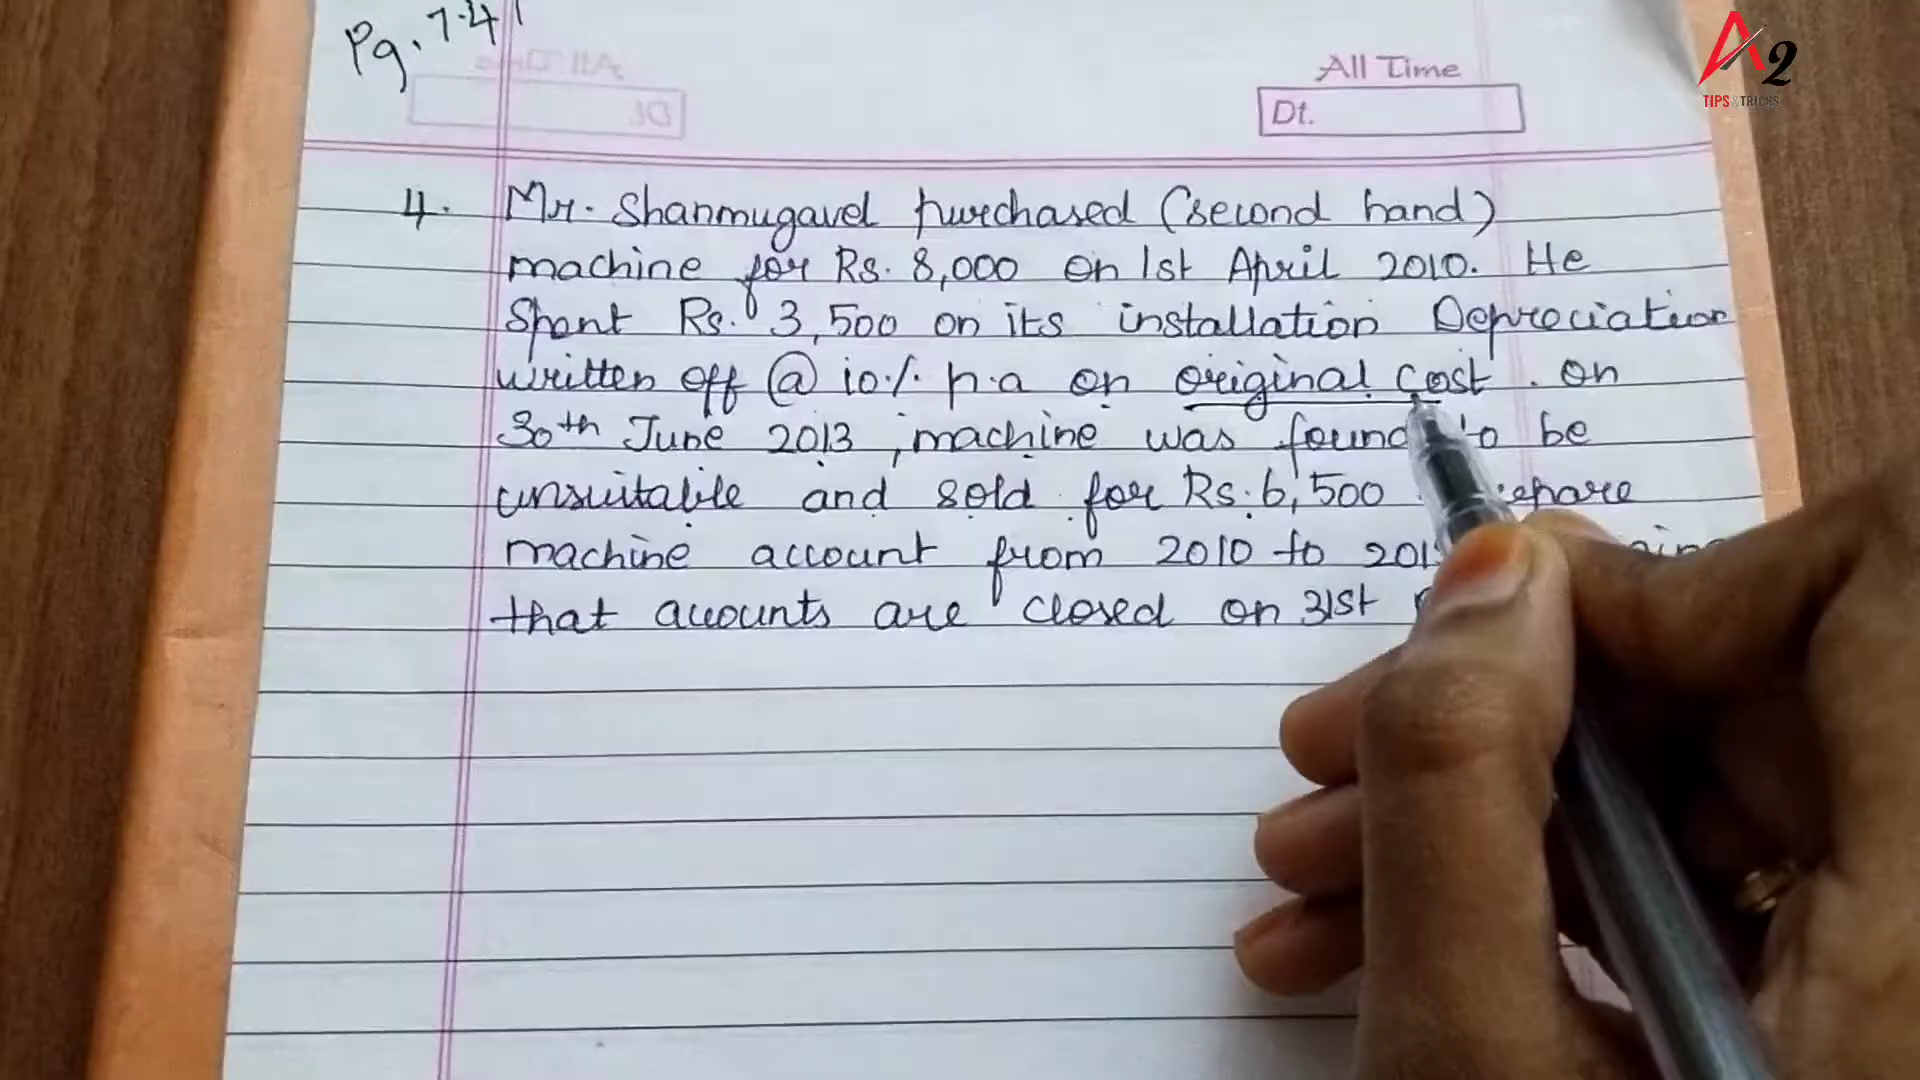 Pg. 7.41
All Time
Dt.
A2
TIPS & TRICKS
4. Mr. Shanmugavel purchased (second hand)
machine for Rs. 8,000 on 1st April 2010. He
Spent Rs. 3,500 on its installation Depreciation
written off @ 10% p.a on original cost. on
30th June 2013, machine was found to be
unsuitable and sold for Rs. 6,500
machine account from 2010 to
that accounts are closed on 31st